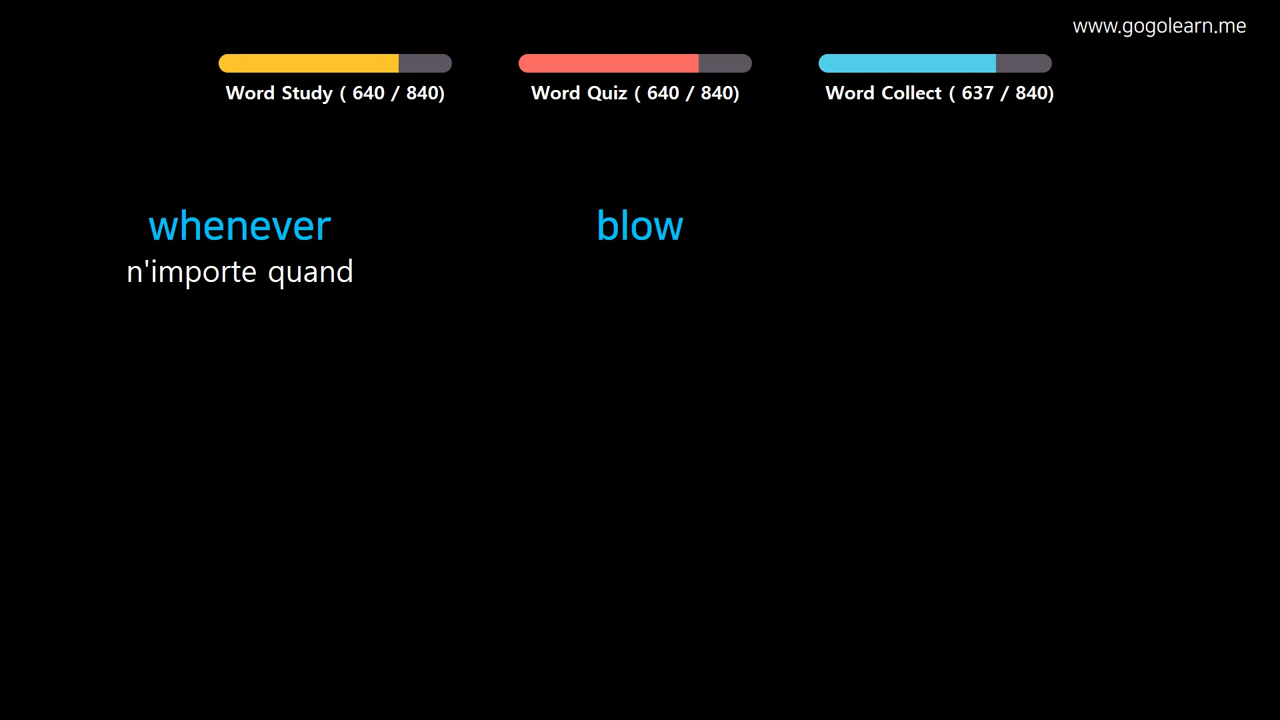 www.gogolearn.me
Word Study ( 640 / 840)
Word Quiz ( 640 / 840)
Word Collect ( 637 / 840)
whenever
n'importe quand
blow